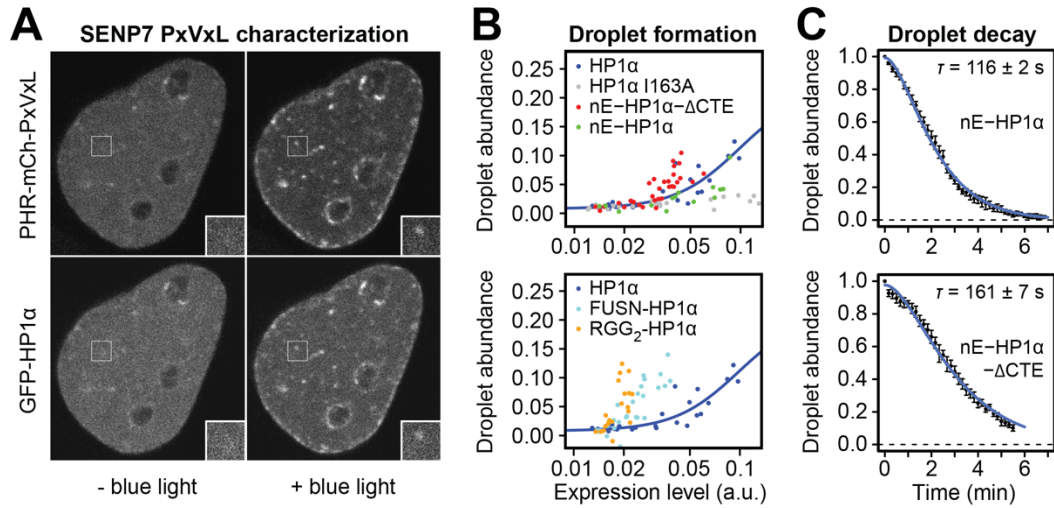 A
SENP7 PxVxL characterization
PHR-mCh-PxVxL
GFP-HP1α
- blue light
+ blue light
B
Droplet formation
Droplet abundance
0.25
0.20
0.15
0.10
0.05
0.00
HP1α
HP1α I163A
nE−HP1α−ΔCTE
nE−HP1α
0.01
0.02
0.05
0.1
Droplet abundance
0.25
0.20
0.15
0.10
0.05
0.00
HP1α
FUSN-HP1α
RGG₂-HP1α
0.01
0.02
0.05
0.1
Expression level (a.u.)
C
Droplet decay
Droplet abundance
1.0
0.8
0.6
0.4
0.2
0.0
τ = 116 ± 2 s
nE−HP1α
0
2
4
6
Droplet abundance
1.0
0.8
0.6
0.4
0.2
0.0
τ = 161 ± 7 s
nE−HP1α
−ΔCTE
0
2
4
6
Time (min)